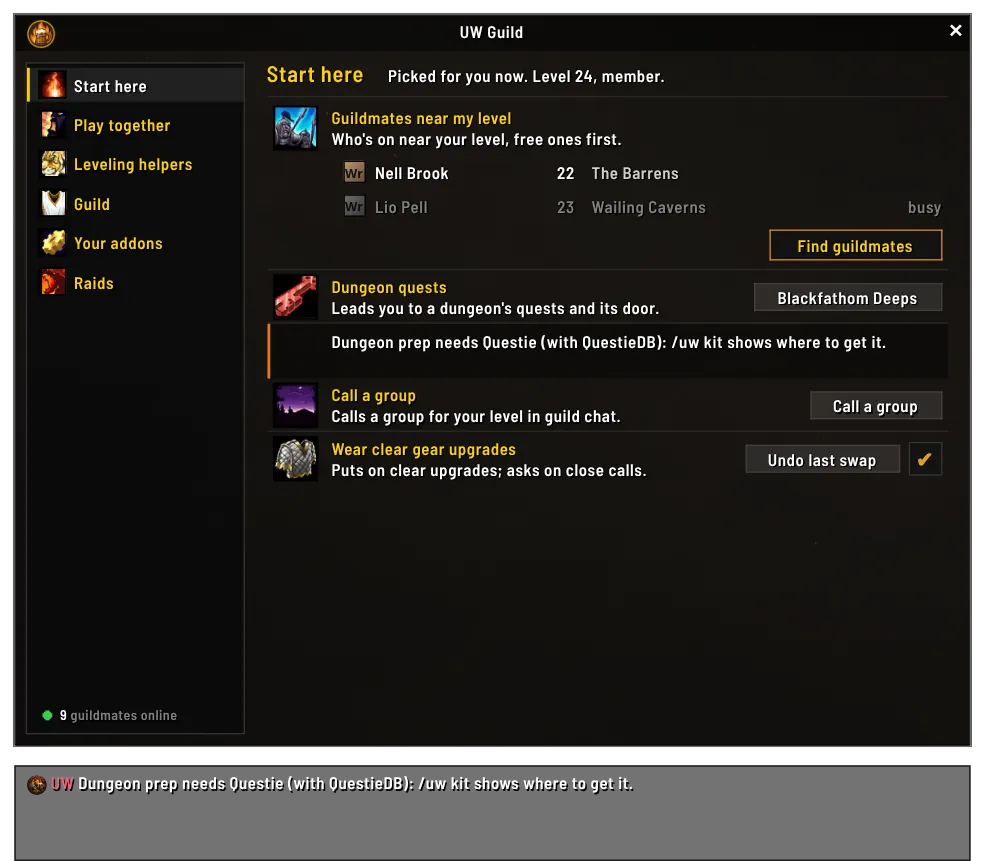 UW Guild
Start here
Play together
Leveling helpers
Guild
Your addons
Raids
9 guildmates online
Start here Picked for you now. Level 24, member.
Guildmates near my level
Who's on near your level, free ones first.
Wr Nell Brook 22 The Barrens
Wr Lio Pell 23 Wailing Caverns busy
Find guildmates
Dungeon quests
Leads you to a dungeon's quests and its door.
Blackfathom Deeps
Dungeon prep needs Questie (with QuestieDB): /uw kit shows where to get it.
Call a group
Calls a group for your level in guild chat.
Call a group
Wear clear gear upgrades
Puts on clear upgrades; asks on close calls.
Undo last swap
UW Dungeon prep needs Questie (with QuestieDB): /uw kit shows where to get it.